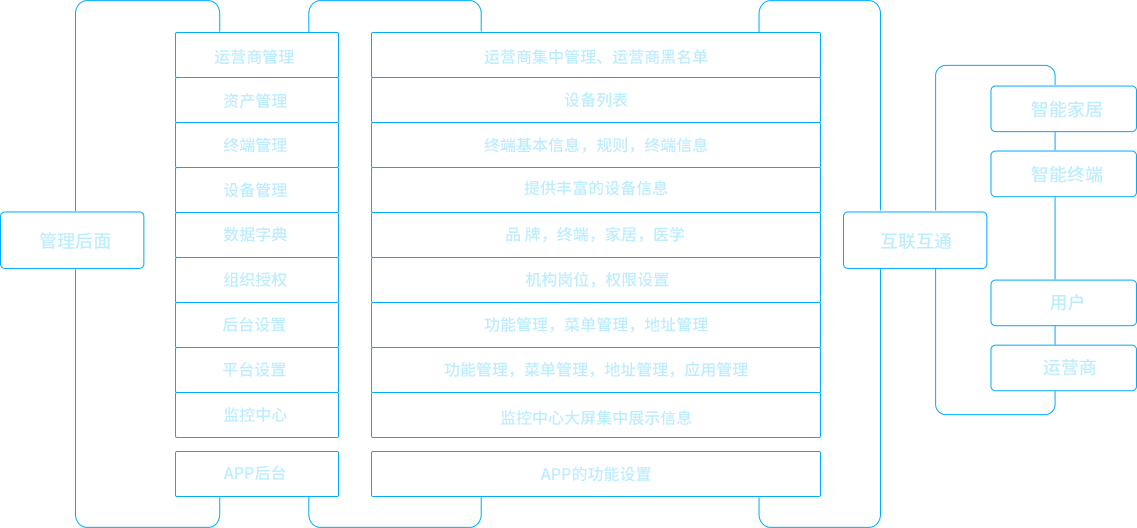 运营商管理
运营商集中管理、运营商黑名单
资产管理
设备列表
终端管理
终端基本信息，规则，终端信息
设备管理
提供丰富的设备信息
数据字典
品 牌，终端，家居，医学
组织授权
机构岗位，权限设置
后台设置
功能管理，菜单管理，地址管理
平台设置
功能管理，菜单管理，地址管理，应用管理
监控中心
监控中心大屏集中展示信息
APP后台
APP的功能设置
管理后面
互联互通
智能家居
智能终端
用户
运营商